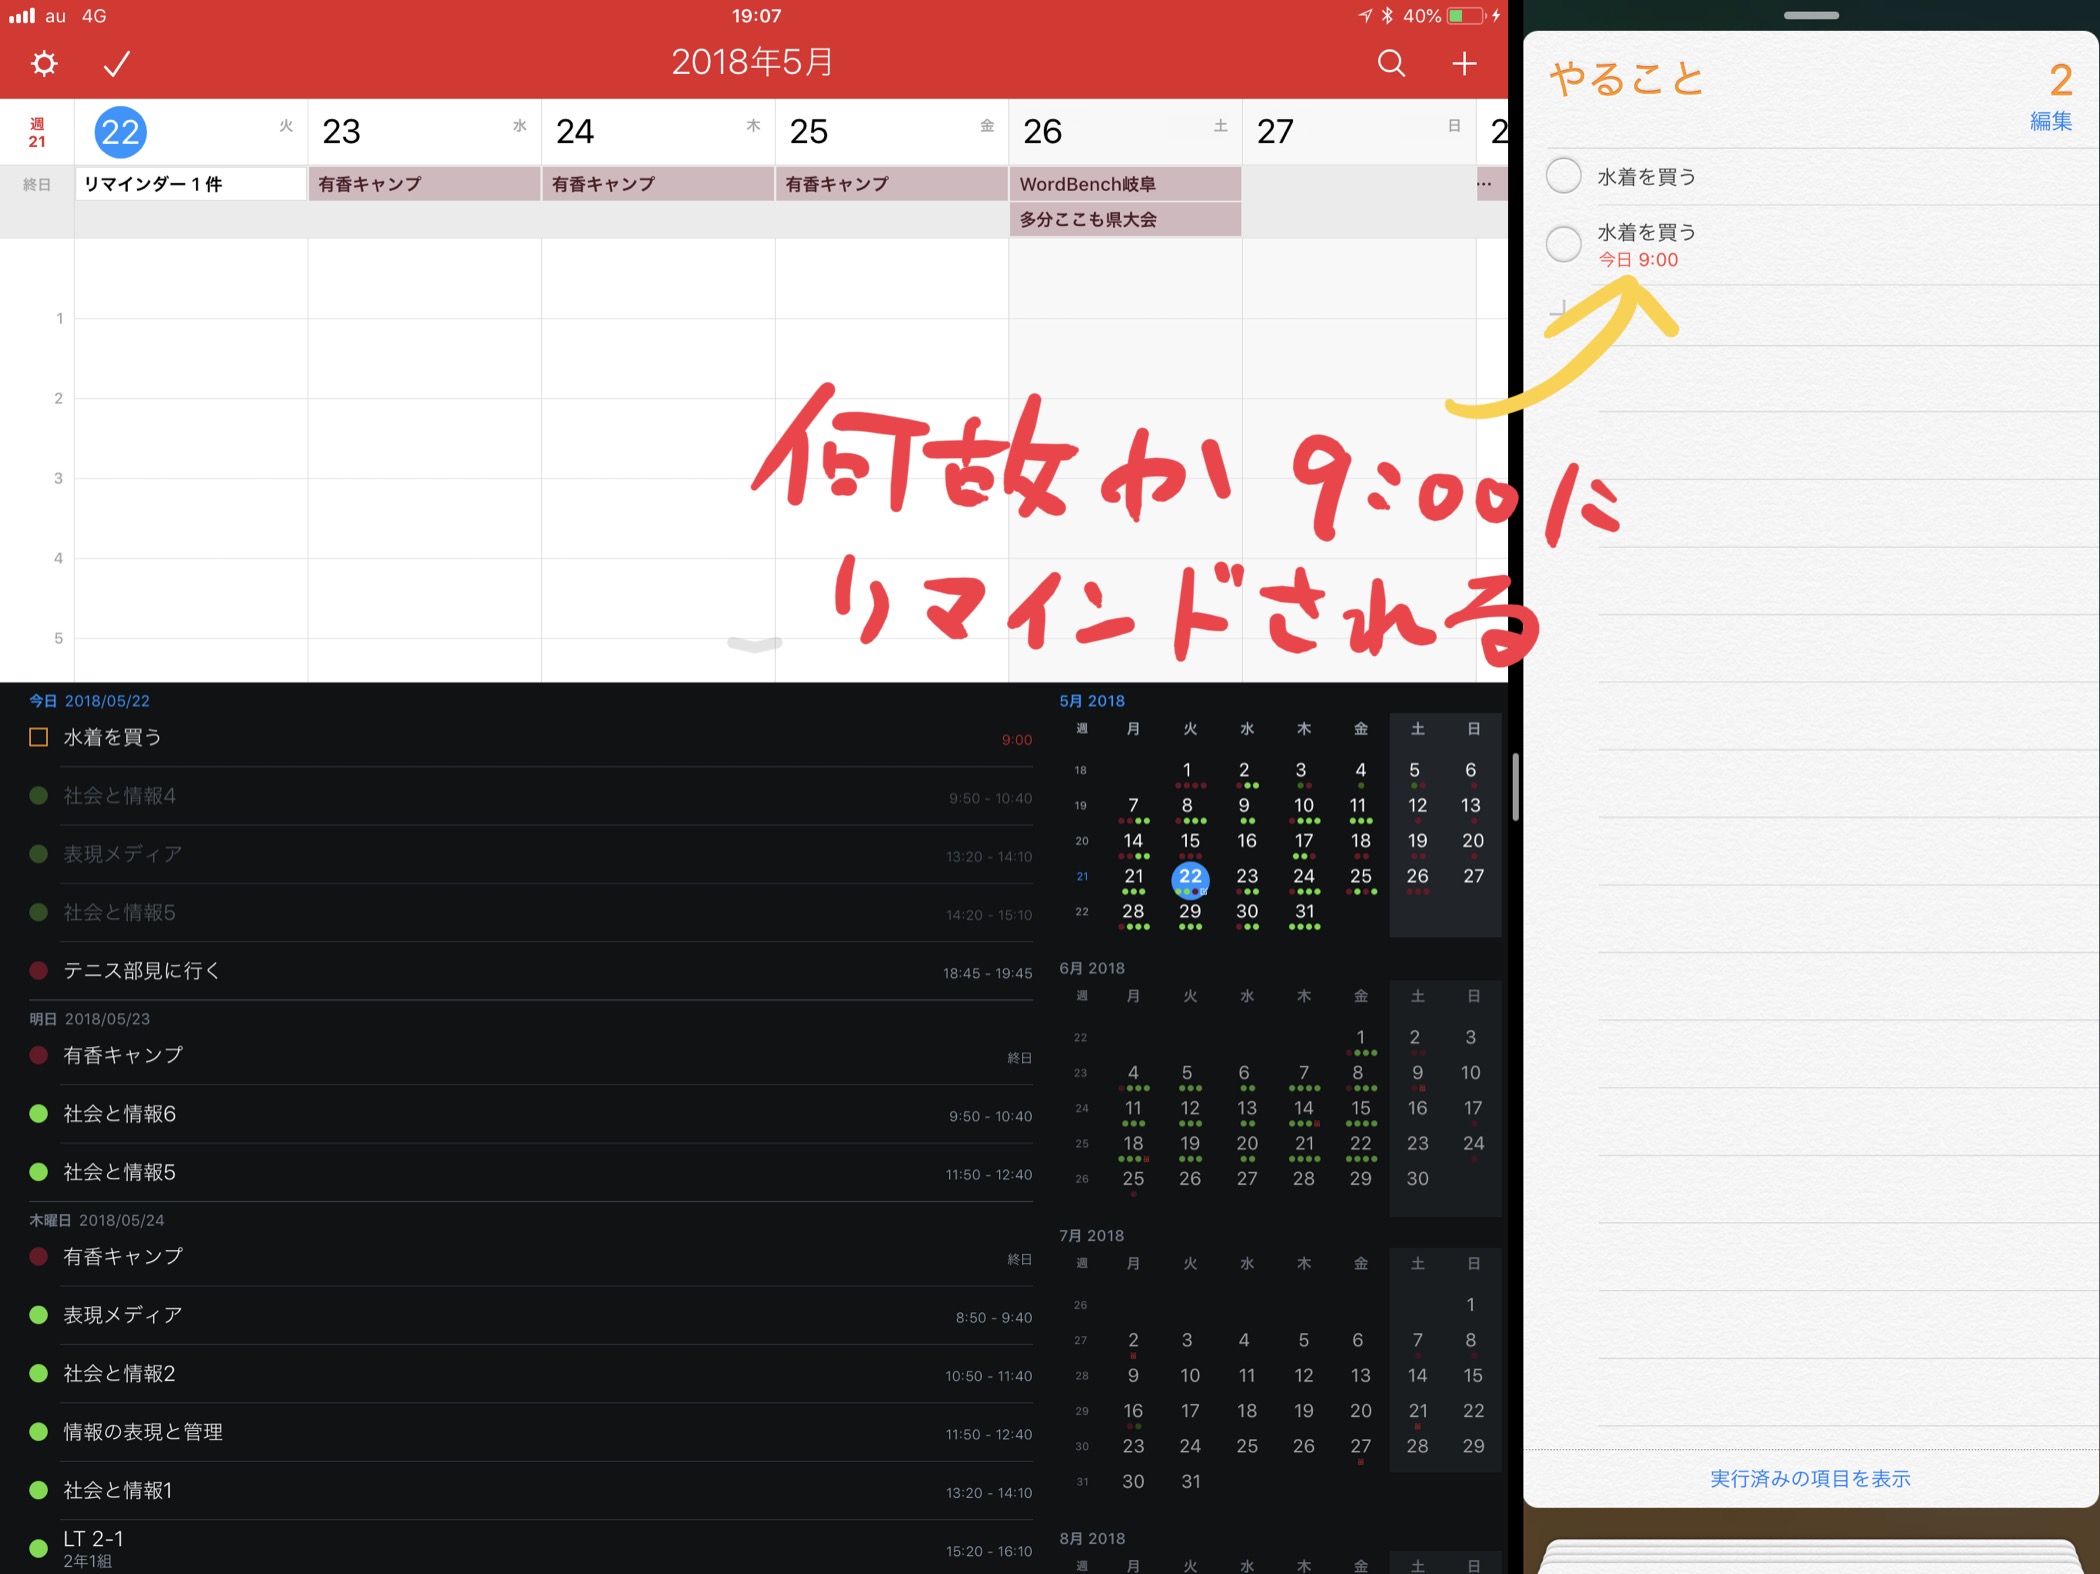 au 4G
19:07
40%
2018年5月
週
21
22 火
23 水
24 木
25 金
26 土
27 日
2
終日
リマインダー 1 件
有香キャンプ
有香キャンプ
有香キャンプ
WordBench岐阜
多分ここも県大会
...
1
2
3
4
5
何故か 9:00に
リマインドされる
今日 2018/05/22
水着を買う 9:00
社会と情報4 9:50 - 10:40
表現メディア 13:20 - 14:10
社会と情報5 14:20 - 15:10
テニス部見に行く 18:45 - 19:45
明日 2018/05/23
有香キャンプ 終日
社会と情報6 9:50 - 10:40
社会と情報5 11:50 - 12:40
木曜日 2018/05/24
有香キャンプ 終日
表現メディア 8:50 - 9:40
社会と情報2 10:50 - 11:40
情報の表現と管理 11:50 - 12:40
社会と情報1 13:20 - 14:10
LT 2-1 15:20 - 16:10
2年1組
5月 2018
週 月 火 水 木 金 土 日
18 1 2 3 4 5 6
19 7 8 9 10 11 12 13
20 14 15 16 17 18 19 20
21 21 22 23 24 25 26 27
22 28 29 30 31
6月 2018
週 月 火 水 木 金 土 日
22 1 2 3
23 4 5 6 7 8 9 10
24 11 12 13 14 15 16 17
25 18 19 20 21 22 23 24
26 25 26 27 28 29 30
7月 2018
週 月 火 水 木 金 土 日
26 1
27 2 3 4 5 6 7 8
28 9 10 11 12 13 14 15
29 16 17 18 19 20 21 22
30 23 24 25 26 27 28 29
31 30 31
8月 2018
週 月 火 水 木 金 土 日
やること 2
編集
水着を買う
水着を買う
今日 9:00
実行済みの項目を表示